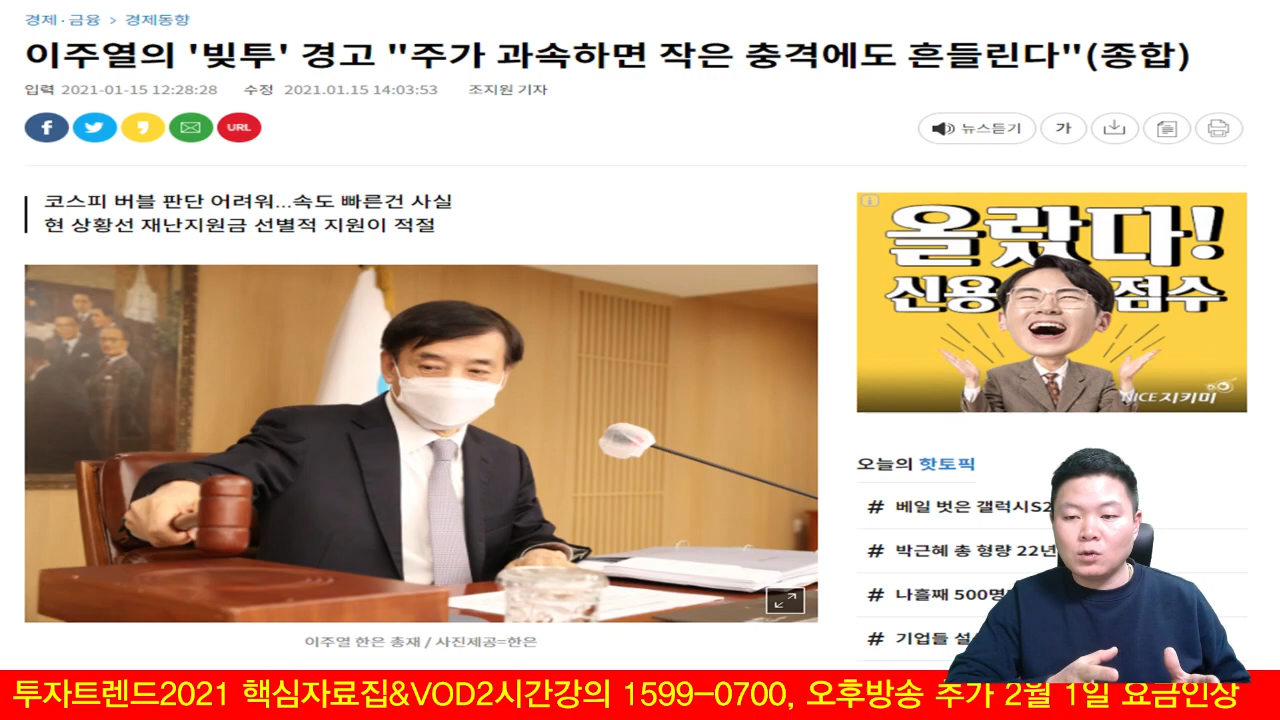 경제 · 금융 > 경제동향
이주열의 '빚투' 경고 "주가 과속하면 작은 충격에도 흔들린다"(종합)
입력 2021-01-15 12:28:28 수정 2021.01.15 14:03:53 조지원 기자
URL
뉴스듣기
가
코스피 버블 판단 어려워...속도 빠른건 사실
현 상황선 재난지원금 선별적 지원이 적절
올랐다!
신용 점수
NICE지키미
이주열 한은 총재 / 사진제공=한은
오늘의 핫토픽
# 베일 벗은 갤럭시S2
# 박근혜 총 형량 22년
# 나흘째 500명
# 기업들
투자트렌드2021 핵심자료집&VOD2시간강의 1599-0700, 오후방송 추가 2월 1일 요금인상